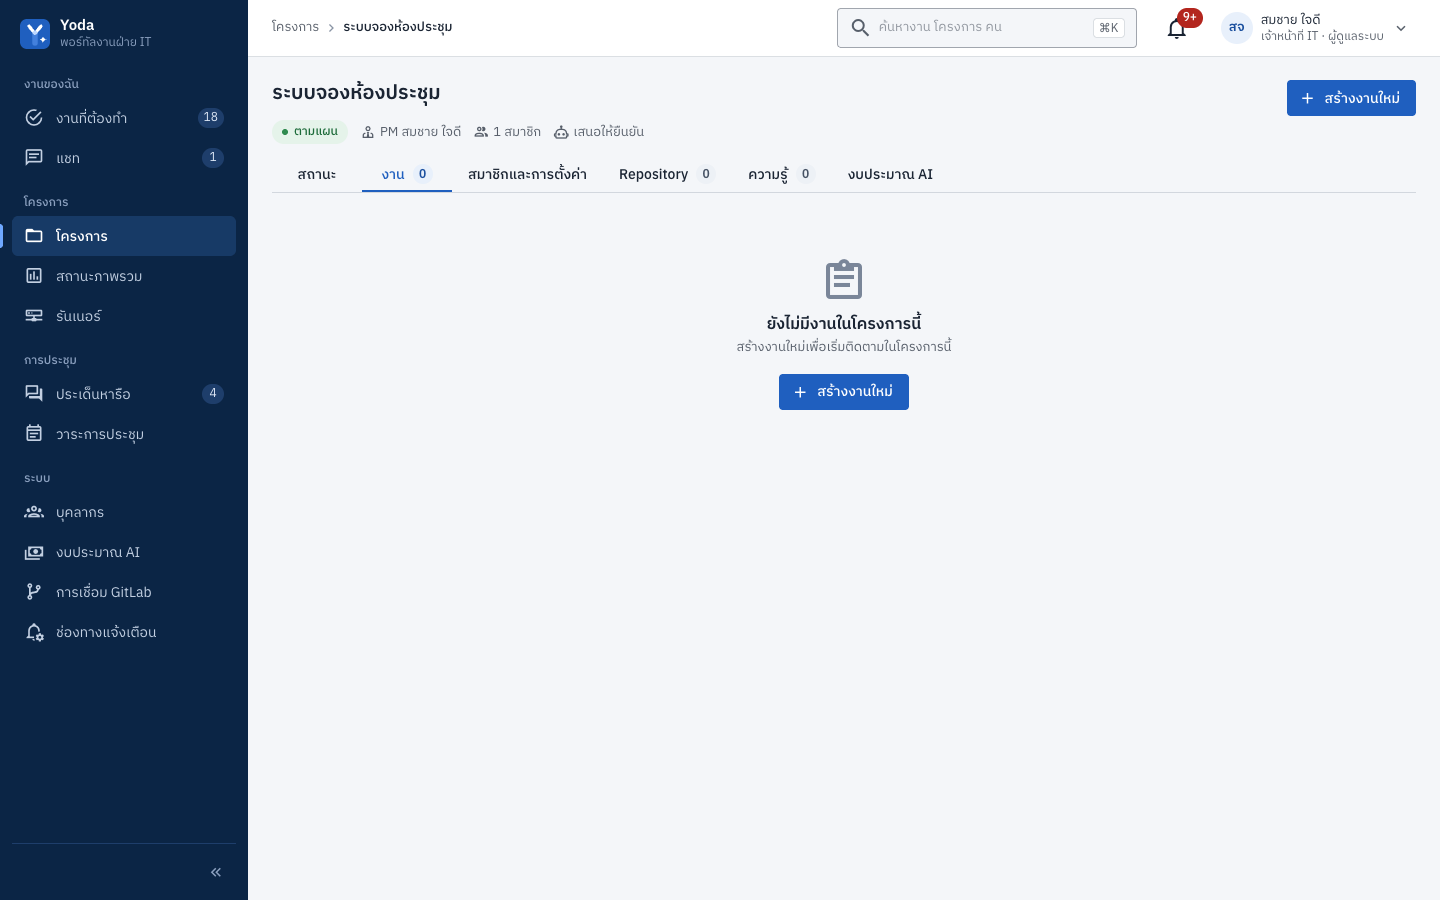 Yoda
พอร์ทัลงานฝ่าย IT
งานของฉัน
งานที่ต้องทำ 18
แชท 1
โครงการ
โครงการ
สถานะภาพรวม
รันเนอร์
การประชุม
ประเด็นหารือ 4
วาระการประชุม
ระบบ
บุคลากร
งบประมาณ AI
การเชื่อม GitLab
ช่องทางแจ้งเตือน
โครงการ > ระบบจองห้องประชุม
ค้นหางาน โครงการ คน ⌘K
9+
สจ
สมชาย ใจดี
เจ้าหน้าที่ IT · ผู้ดูแลระบบ
ระบบจองห้องประชุม
+ สร้างงานใหม่
ตามแผน PM สมชาย ใจดี 1 สมาชิก เสนอให้ยืนยัน
สถานะ งาน 0 สมาชิกและการตั้งค่า Repository 0 ความรู้ 0 งบประมาณ AI
ยังไม่มีงานในโครงการนี้
สร้างงานใหม่เพื่อเริ่มติดตามในโครงการนี้
+ สร้างงานใหม่